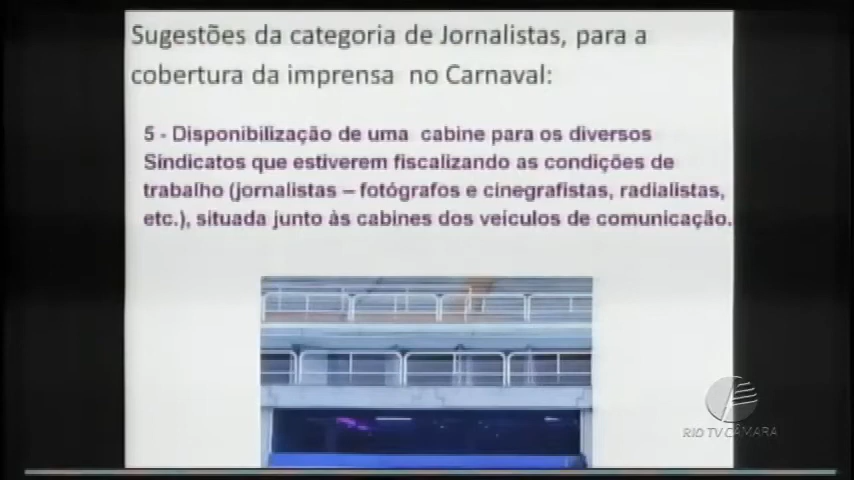 Sugestões da categoria de Jornalistas, para a
cobertura da imprensa no Carnaval:
5 - Disponibilização de uma cabine para os diversos
Sindicatos que estiverem fiscalizando as condições de
trabalho (jornalistas – fotógrafos e cinegrafistas, radialistas,
etc.), situada junto às cabines dos veículos de comunicação.
RIO TV CÂMARA